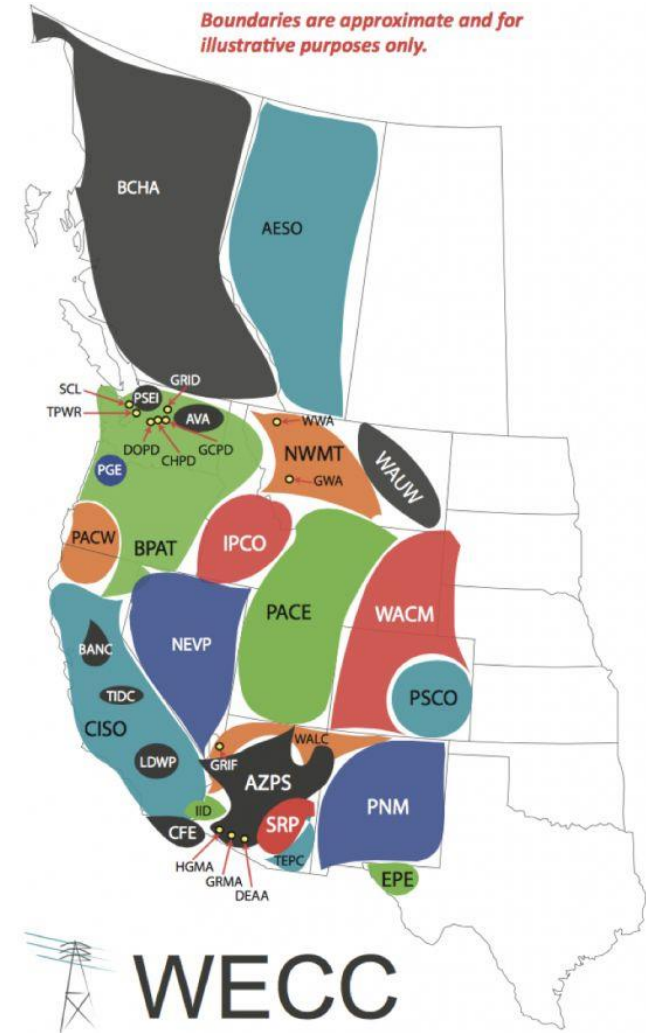 Boundaries are approximate and for
illustrative purposes only.
BCHA
AESO
SCL
PSEI
GRID
TPWR
AVA
WWA
DOPD
CHPD
GCPD
NWMT
GWA
WAUW
PGE
PACW
BPAT
IPCO
PACE
WACM
NEVP
BANC
TIDC
PSCO
CISO
LDWP
WALC
GRIF
AZPS
IID
PNM
CFE
SRP
TEPC
HGMA
GRMA
DEAA
EPE
WECC